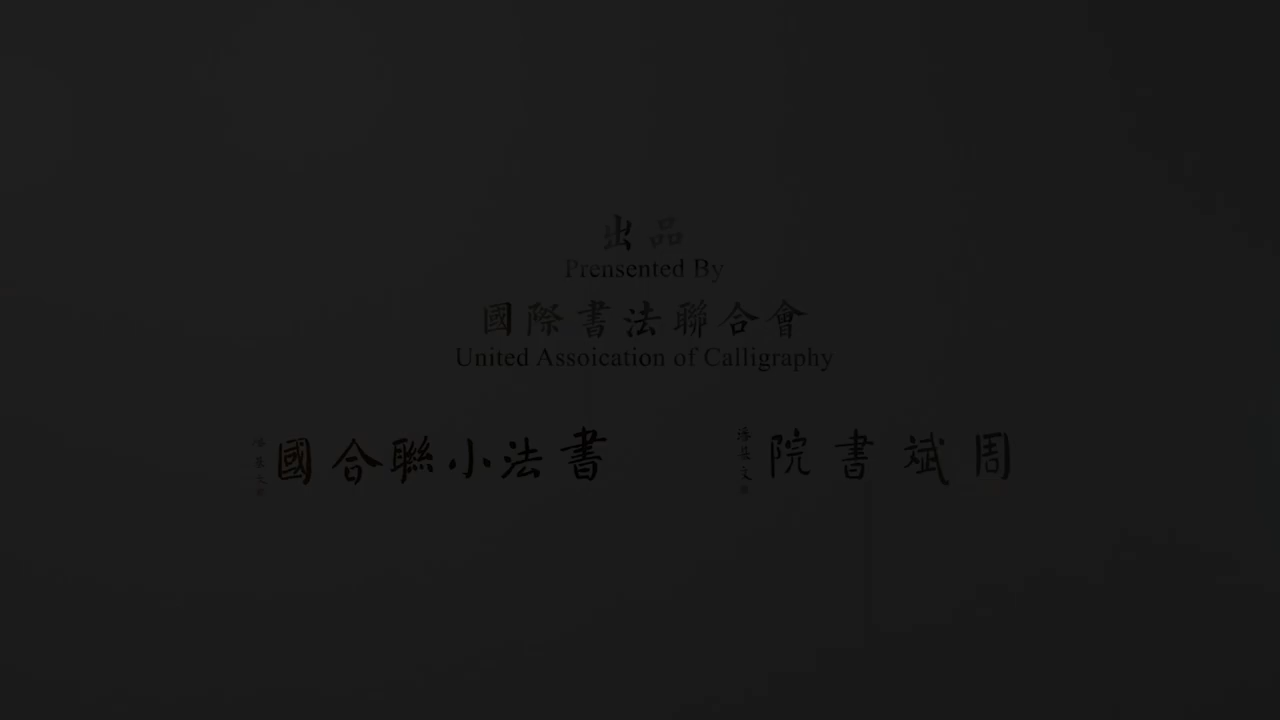 出品
Prensented By
國際書法聯合會
United Assoication of Calligraphy
書法小聯合國
周斌書院